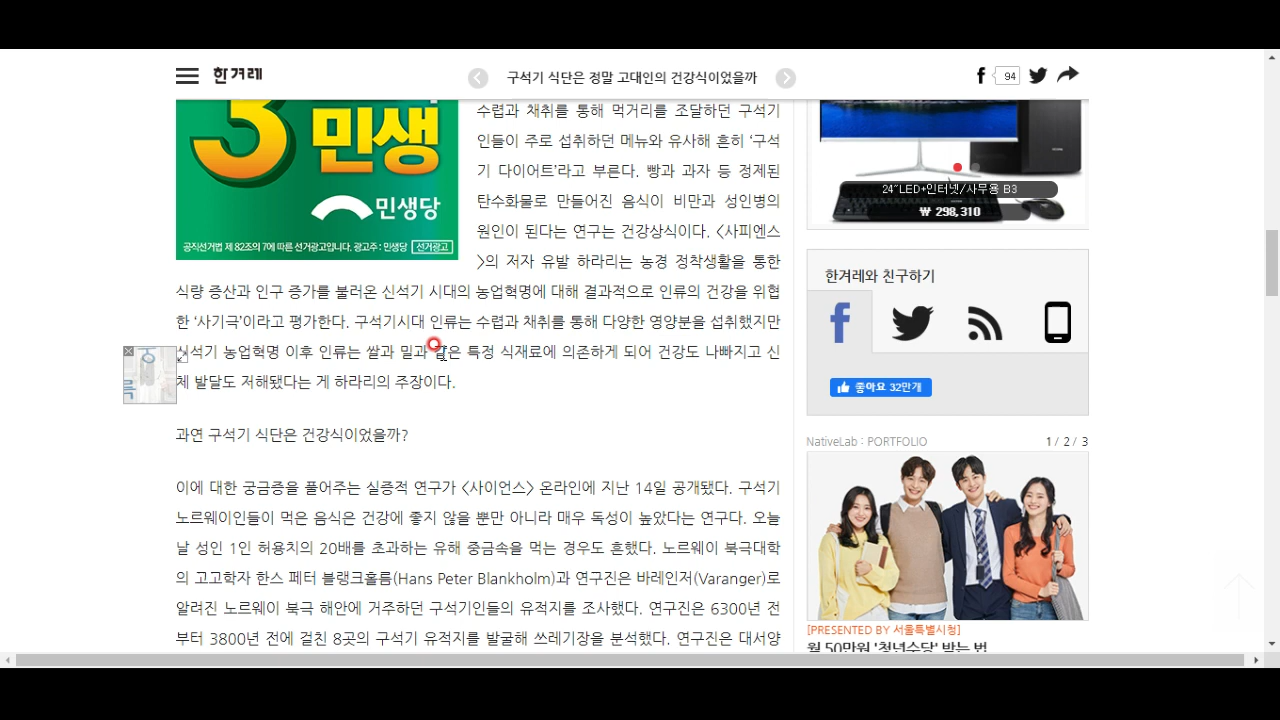 한겨레
구석기 식단은 정말 고대인의 건강식이었을까
94
3 민생
민생당
공직선거법 제 82조의 7에 따른 선거광고입니다. 광고주 : 민생당 선거광고
수렵과 채취를 통해 먹거리를 조달하던 구석기
인들이 주로 섭취하던 메뉴와 유사해 흔히 ‘구석
기 다이어트’라고 부른다. 빵과 과자 등 정제된
탄수화물로 만들어진 음식이 비만과 성인병의
원인이 된다는 연구는 건강상식이다. <사피엔스
>의 저자 유발 하라리는 농경 정착생활을 통한
식량 증산과 인구 증가를 불러온 신석기 시대의 농업혁명에 대해 결과적으로 인류의 건강을 위협
한 ‘사기극’이라고 평가한다. 구석기시대 인류는 수렵과 채취를 통해 다양한 영양분을 섭취했지만
신석기 농업혁명 이후 인류는 쌀과 밀과 같은 특정 식재료에 의존하게 되어 건강도 나빠지고 신
체 발달도 저해됐다는 게 하라리의 주장이다.
과연 구석기 식단은 건강식이었을까?
이에 대한 궁금증을 풀어주는 실증적 연구가 <사이언스> 온라인에 지난 14일 공개됐다. 구석기
노르웨이인들이 먹은 음식은 건강에 좋지 않을 뿐만 아니라 매우 독성이 높았다는 연구다. 오늘
날 성인 1인 허용치의 20배를 초과하는 유해 중금속을 먹는 경우도 흔했다. 노르웨이 북극대학
의 고고학자 한스 페터 블랭크홀름(Hans Peter Blankholm)과 연구진은 바레인저(Varanger)로
알려진 노르웨이 북극 해안에 거주하던 구석기인들의 유적지를 조사했다. 연구진은 6300년 전
부터 3800년 전에 걸친 8곳의 구석기 유적지를 발굴해 쓰레기장을 분석했다. 연구진은 대서양
24"LED+인터넷/사무용 B3
₩ 298,310
한겨레와 친구하기
좋아요 32만개
NativeLab : PORTFOLIO 1 / 2 / 3
[PRESENTED BY 서울특별시청]
월 50만원 '청년수당' 받는 법